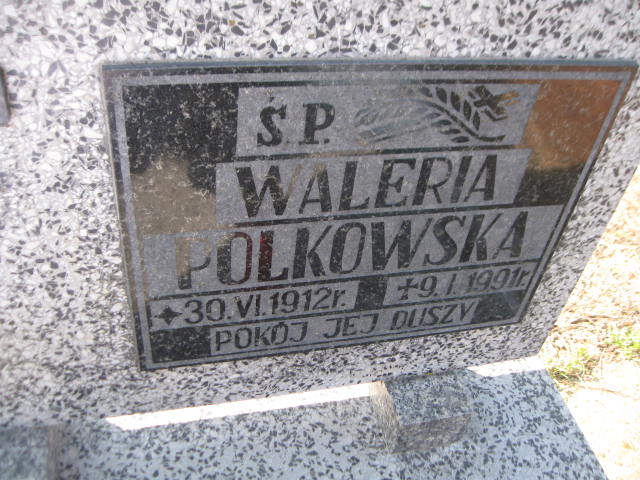 Ś.P.
WALERIA
POLKOWSKA
30.VI.1912r. 9.I.1991r.
POKÓJ JEJ DUSZY